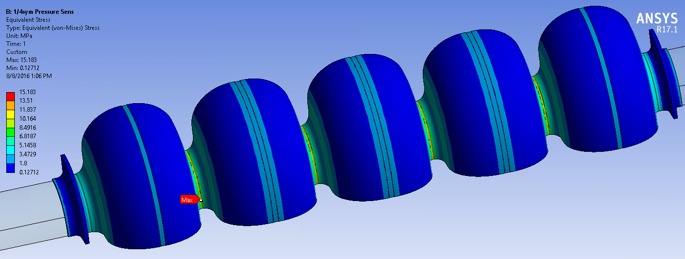 B: 1/4sym Pressure Sens
Equivalent Stress
Type: Equivalent (von-Mises) Stress
Unit: MPa
Time: 1
Custom
Max: 15.183
Min: 0.12712
8/8/2016 1:06 PM
15.183
13.51
11.837
10.164
8.4916
6.8187
5.1458
3.4729
1.8
0.12712
Max
ANSYS
R17.1